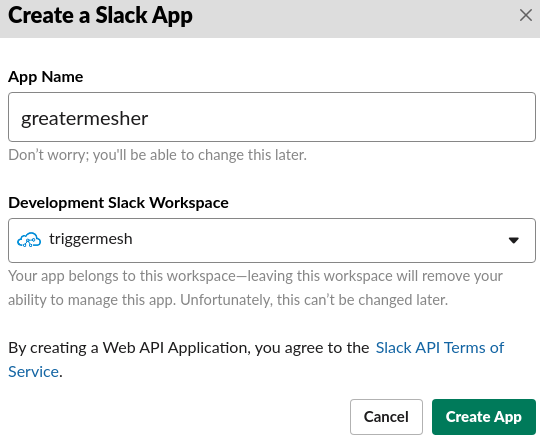 Create a Slack App
App Name
greatermesher
Don't worry; you'll be able to change this later.
Development Slack Workspace
triggermesh
Your app belongs to this workspace—leaving this workspace will remove your
ability to manage this app. Unfortunately, this can't be changed later.
By creating a Web API Application, you agree to the Slack API Terms of
Service.
Cancel
Create App